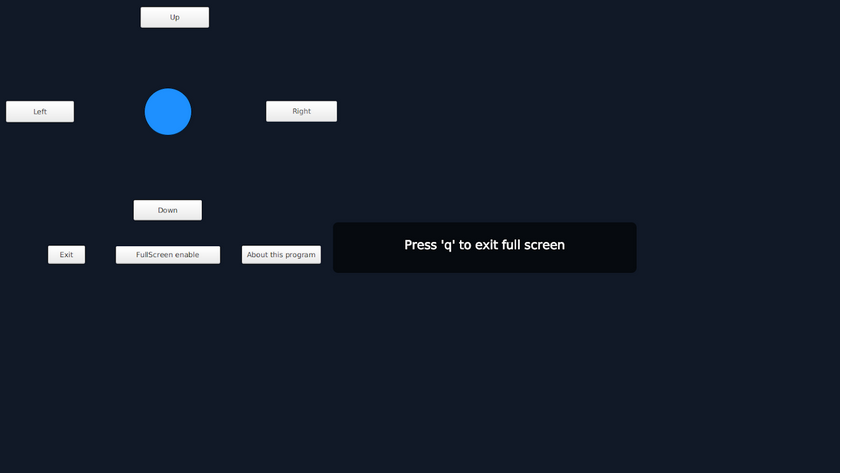 Up
Left
Right
Down
Exit
FullScreen enable
About this program
Press 'q' to exit full screen